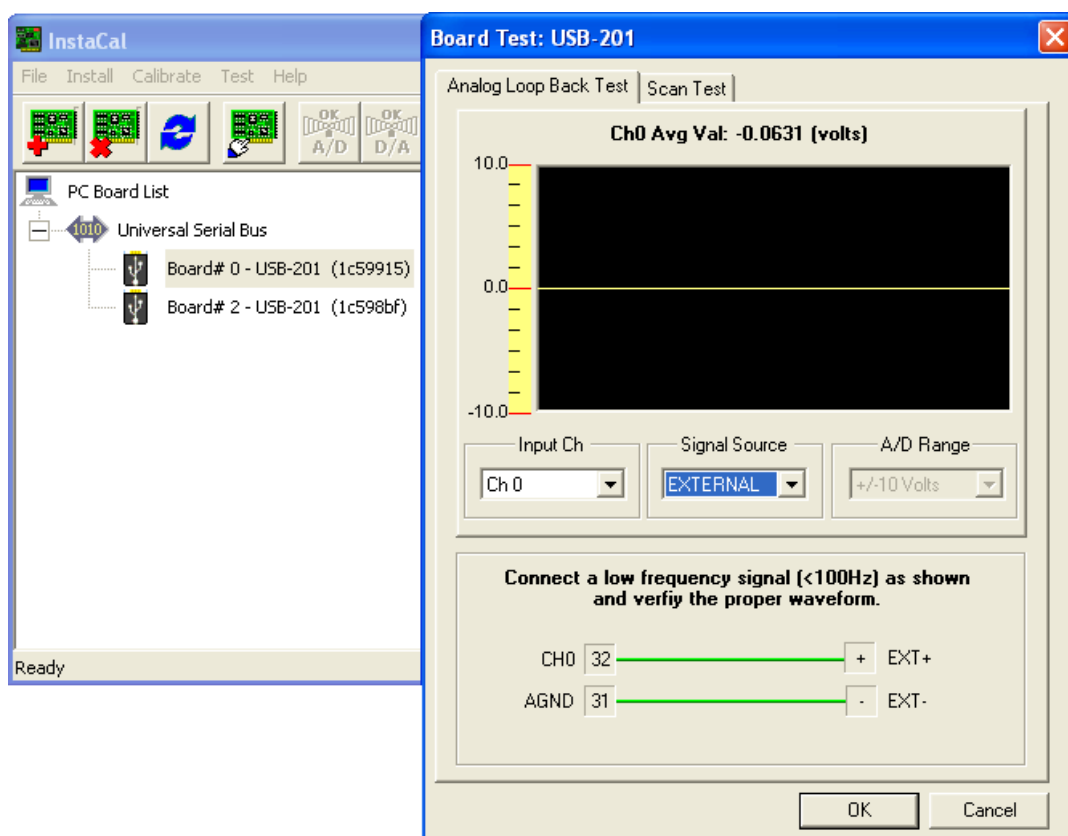 InstaCal
File Install Calibrate Test Help
OK A/D
OK D/A
PC Board List
1010 Universal Serial Bus
Board# 0 - USB-201 (1c59915)
Board# 2 - USB-201 (1c598bf)
Ready
Board Test: USB-201
Analog Loop Back Test
Scan Test
Ch0 Avg Val: -0.0631 (volts)
10.0
0.0
-10.0
Input Ch
Signal Source
A/D Range
Ch 0
EXTERNAL
+/-10 Volts
Connect a low frequency signal (<100Hz) as shown
and verfiy the proper waveform.
CH0 32 + EXT+
AGND 31 - EXT-
OK
Cancel